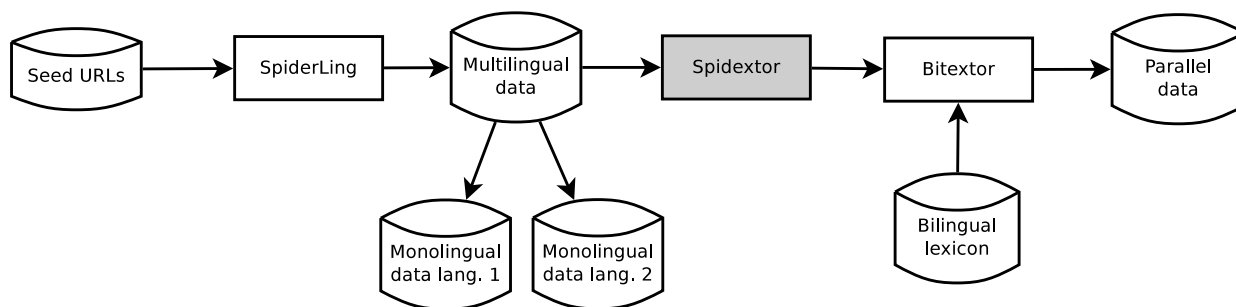 Seed URLs
SpiderLing
Multilingual
data
Spidextor
Bitextor
Parallel
data
Monolingual
data lang. 1
Monolingual
data lang. 2
Bilingual
lexicon